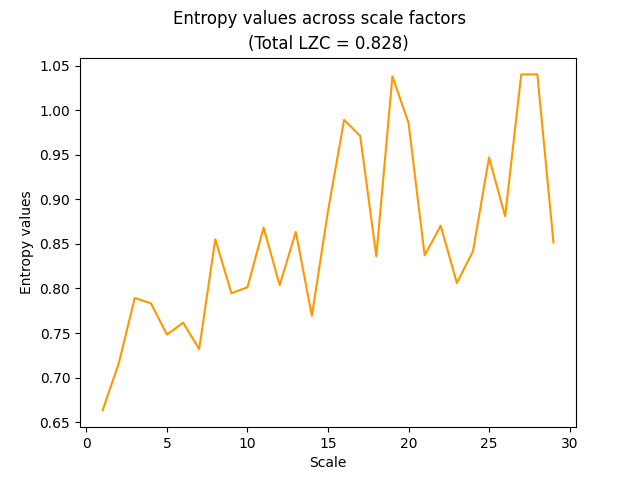 Entropy values across scale factors
(Total LZC = 0.828)
1.05
1.00
0.95
0.90
0.85
0.80
0.75
0.70
0.65
Entropy values
0 5 10 15 20 25 30
Scale